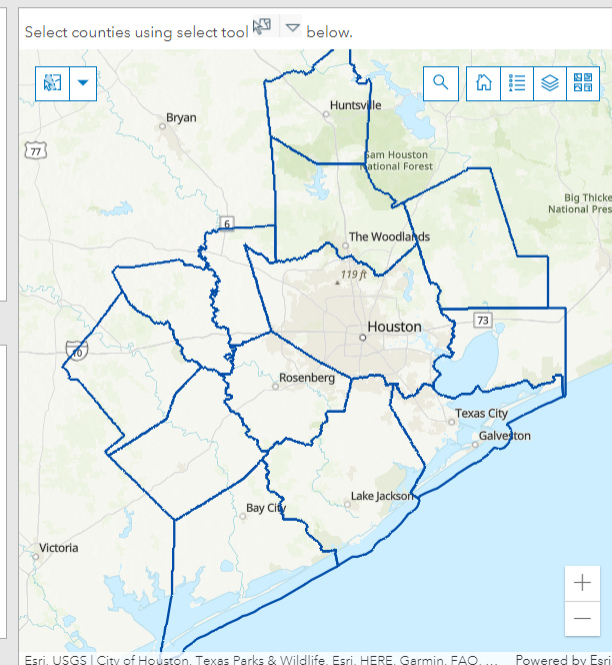 Select counties using select tool below.
Huntsville
Bryan
77
Sam Houston
National Forest
Big Thicke
National Pres
6
The Woodlands
119 ft
Houston
73
10
Rosenberg
Texas City
Galveston
Lake Jackson
Bay City
Victoria
+
−
Esri, USGS | City of Houston, Texas Parks & Wildlife, Esri, HERE, Garmin, FAO, ... Powered by Esri